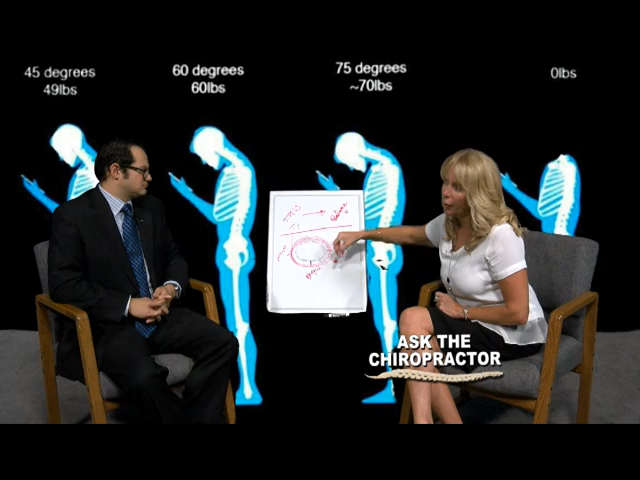 45 degrees
49lbs
60 degrees
60lbs
75 degrees
~70lbs
0lbs
ASK THE
CHIROPRACTOR